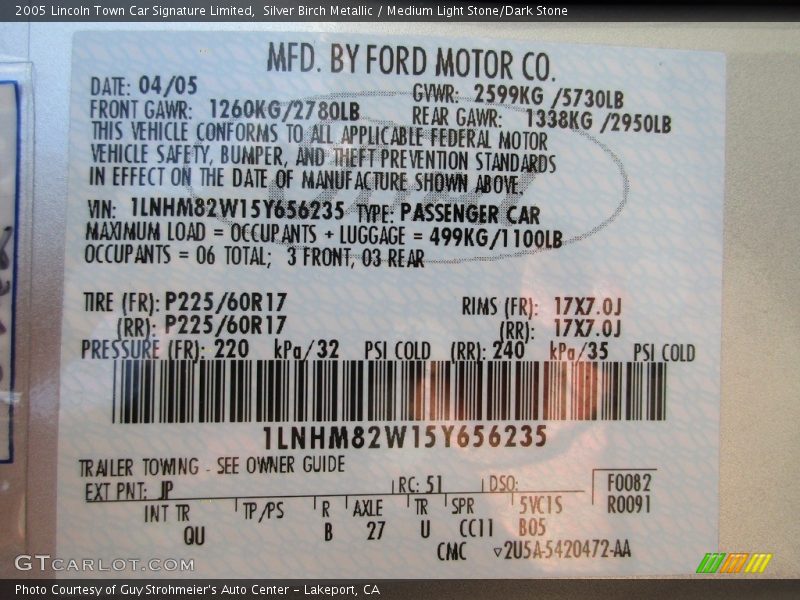 2005 Lincoln Town Car Signature Limited,  Silver Birch Metallic / Medium Light Stone/Dark Stone
MFD. BY FORD MOTOR CO.
DATE: 04/05 GVWR: 2599KG /5730LB
FRONT GAWR: 1260KG/2780LB REAR GAWR: 1338KG /2950LB
THIS VEHICLE CONFORMS TO ALL APPLICABLE FEDERAL MOTOR
VEHICLE SAFETY, BUMPER, AND THEFT PREVENTION STANDARDS
IN EFFECT ON THE DATE OF MANUFACTURE SHOWN ABOVE.
VIN: 1LNHM82W15Y656235 TYPE: PASSENGER CAR
MAXIMUM LOAD = OCCUPANTS + LUGGAGE = 499KG/1100LB
OCCUPANTS = 06 TOTAL; 3 FRONT, 03 REAR
TIRE (FR): P225/60R17 RIMS (FR): 17X7.0J
(RR): P225/60R17 (RR): 17X7.0J
PRESSURE (FR): 220 kPa/32 PSI COLD (RR): 240 kPa/35 PSI COLD
1LNHM82W15Y656235
TRAILER TOWING - SEE OWNER GUIDE
EXT PNT: JP RC: 51 DSO: F0082
INT TR TP/PS R AXLE TR SPR 5VC15 R0091
QU B 27 U CC11 B05
CMC ▽2U5A-5420472-AA
GTCARLOT.COM
Photo Courtesy of Guy Strohmeier's Auto Center - Lakeport, CA